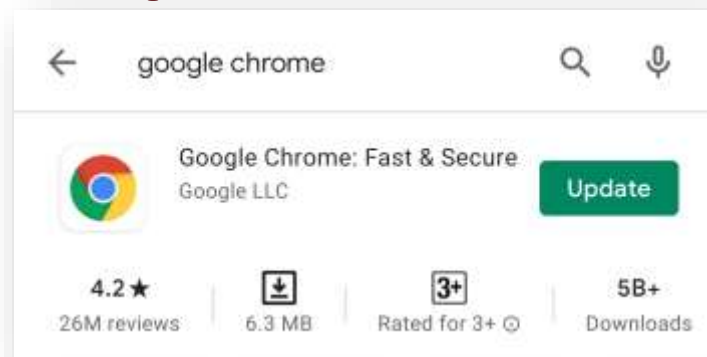 google chrome
Google Chrome: Fast & Secure
Google LLC
Update
4.2★
3+
5B+
26M reviews
6.3 MB
Rated for 3+
Downloads